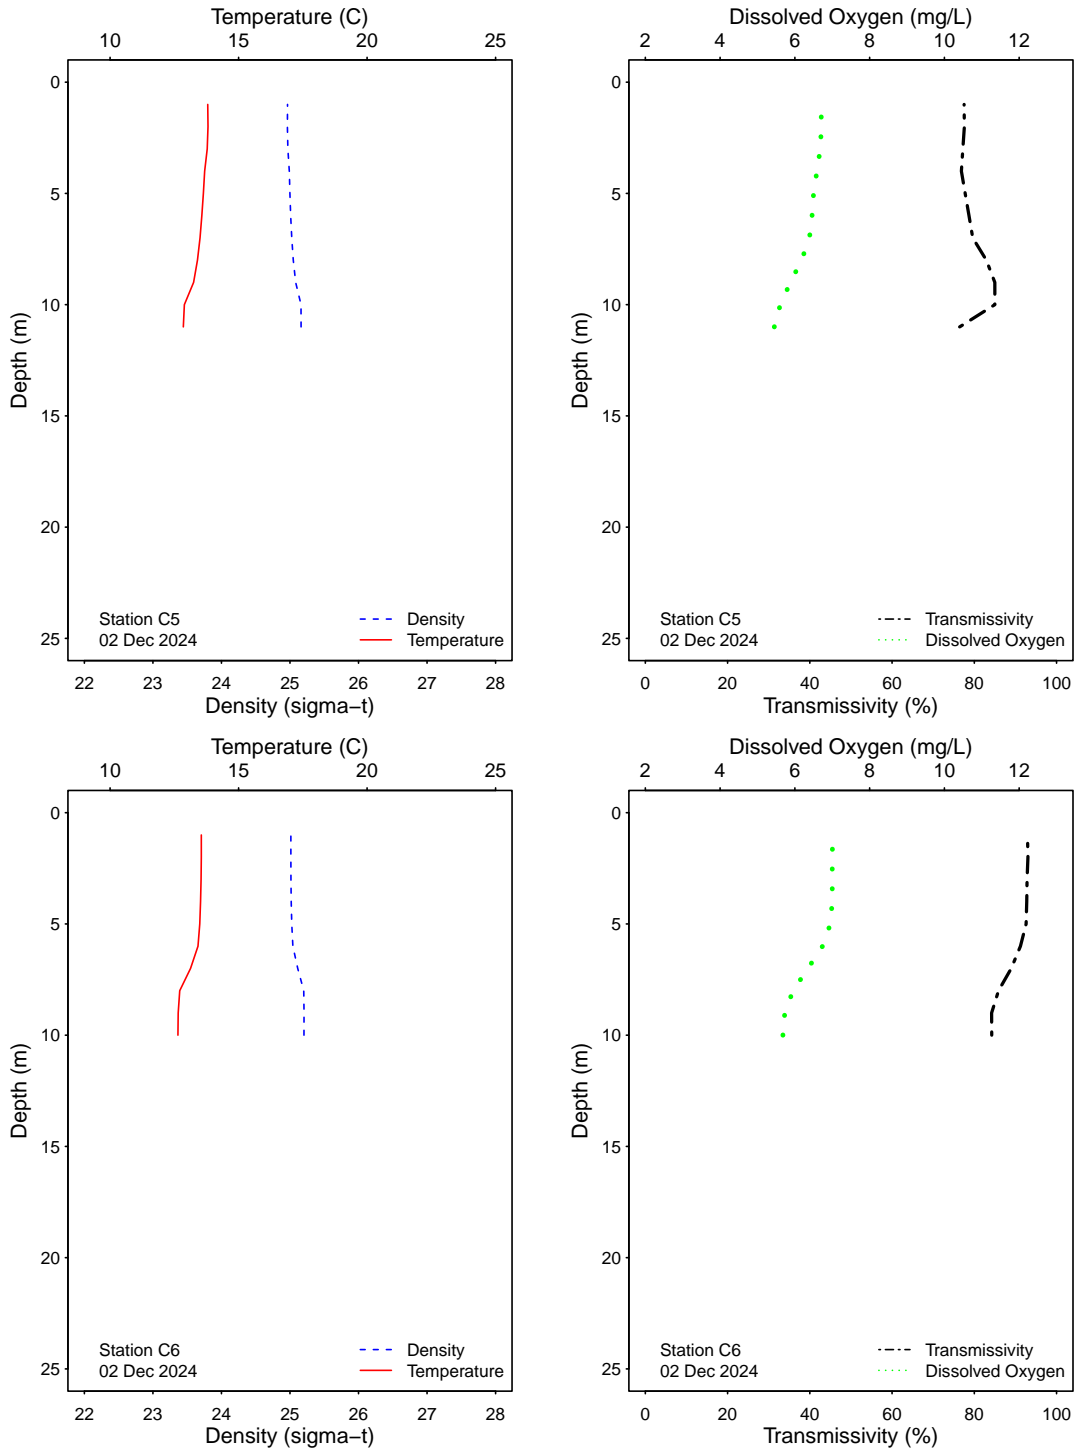 Temperature (C)
10 15 20 25
0
5
10
15
20
25
Depth (m)
Station C5
02 Dec 2024
Density
Temperature
22 23 24 25 26 27 28
Density (sigma−t)
Dissolved Oxygen (mg/L)
2 4 6 8 10 12
0
5
10
15
20
25
Depth (m)
Station C5
02 Dec 2024
Transmissivity
Dissolved Oxygen
0 20 40 60 80 100
Transmissivity (%)
Temperature (C)
10 15 20 25
0
5
10
15
20
25
Depth (m)
Station C6
02 Dec 2024
Density
Temperature
22 23 24 25 26 27 28
Density (sigma−t)
Dissolved Oxygen (mg/L)
2 4 6 8 10 12
0
5
10
15
20
25
Depth (m)
Station C6
02 Dec 2024
Transmissivity
Dissolved Oxygen
0 20 40 60 80 100
Transmissivity (%)